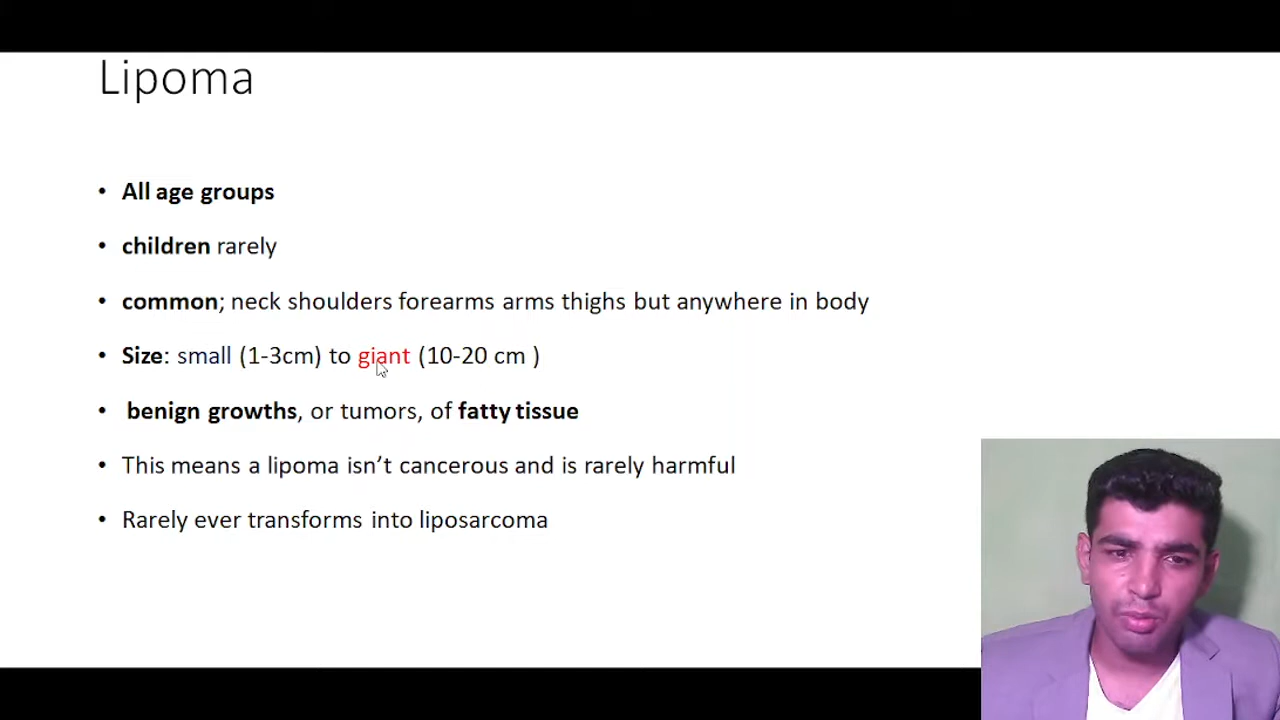 Lipoma
• All age groups
• children rarely
• common; neck shoulders forearms arms thighs but anywhere in body
• Size: small (1-3cm) to giant (10-20 cm )
• benign growths, or tumors, of fatty tissue
• This means a lipoma isn’t cancerous and is rarely harmful
• Rarely ever transforms into liposarcoma